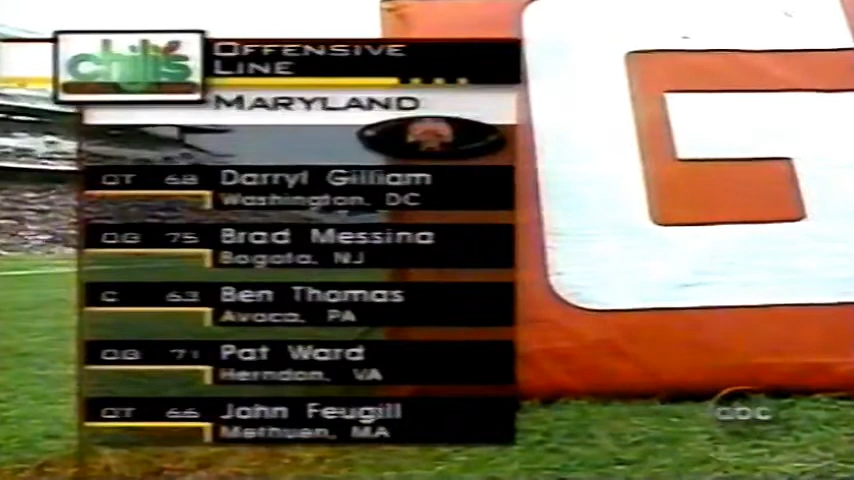 chili's
OFFENSIVE
LINE
MARYLAND
OT 68 Darryl Gilliam
Washington, DC
OG 75 Brad Messina
Bogota, NJ
C 63 Ben Thomas
Avoca, PA
OG 71 Pat Ward
Herndon, VA
OT 66 John Feugill
Methuen, MA
G
abc